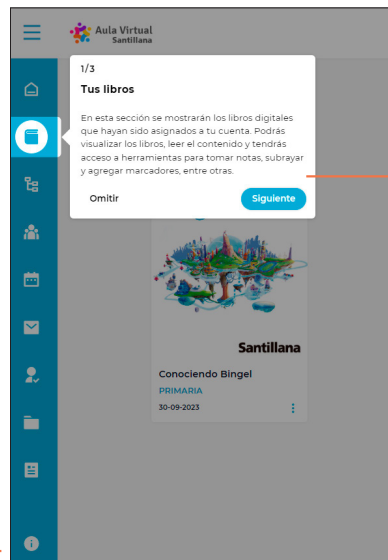 Aula Virtual
Santillana
1/3
Tus libros
En esta sección se mostrarán los libros digitales
que hayan sido asignados a tu cuenta. Podrás
visualizar los libros, leer el contenido y tendrás
acceso a herramientas para tomar notas, subrayar
y agregar marcadores, entre otras.
Omitir
Siguiente
Santillana
Conociendo Bingel
PRIMARIA
30-09-2023